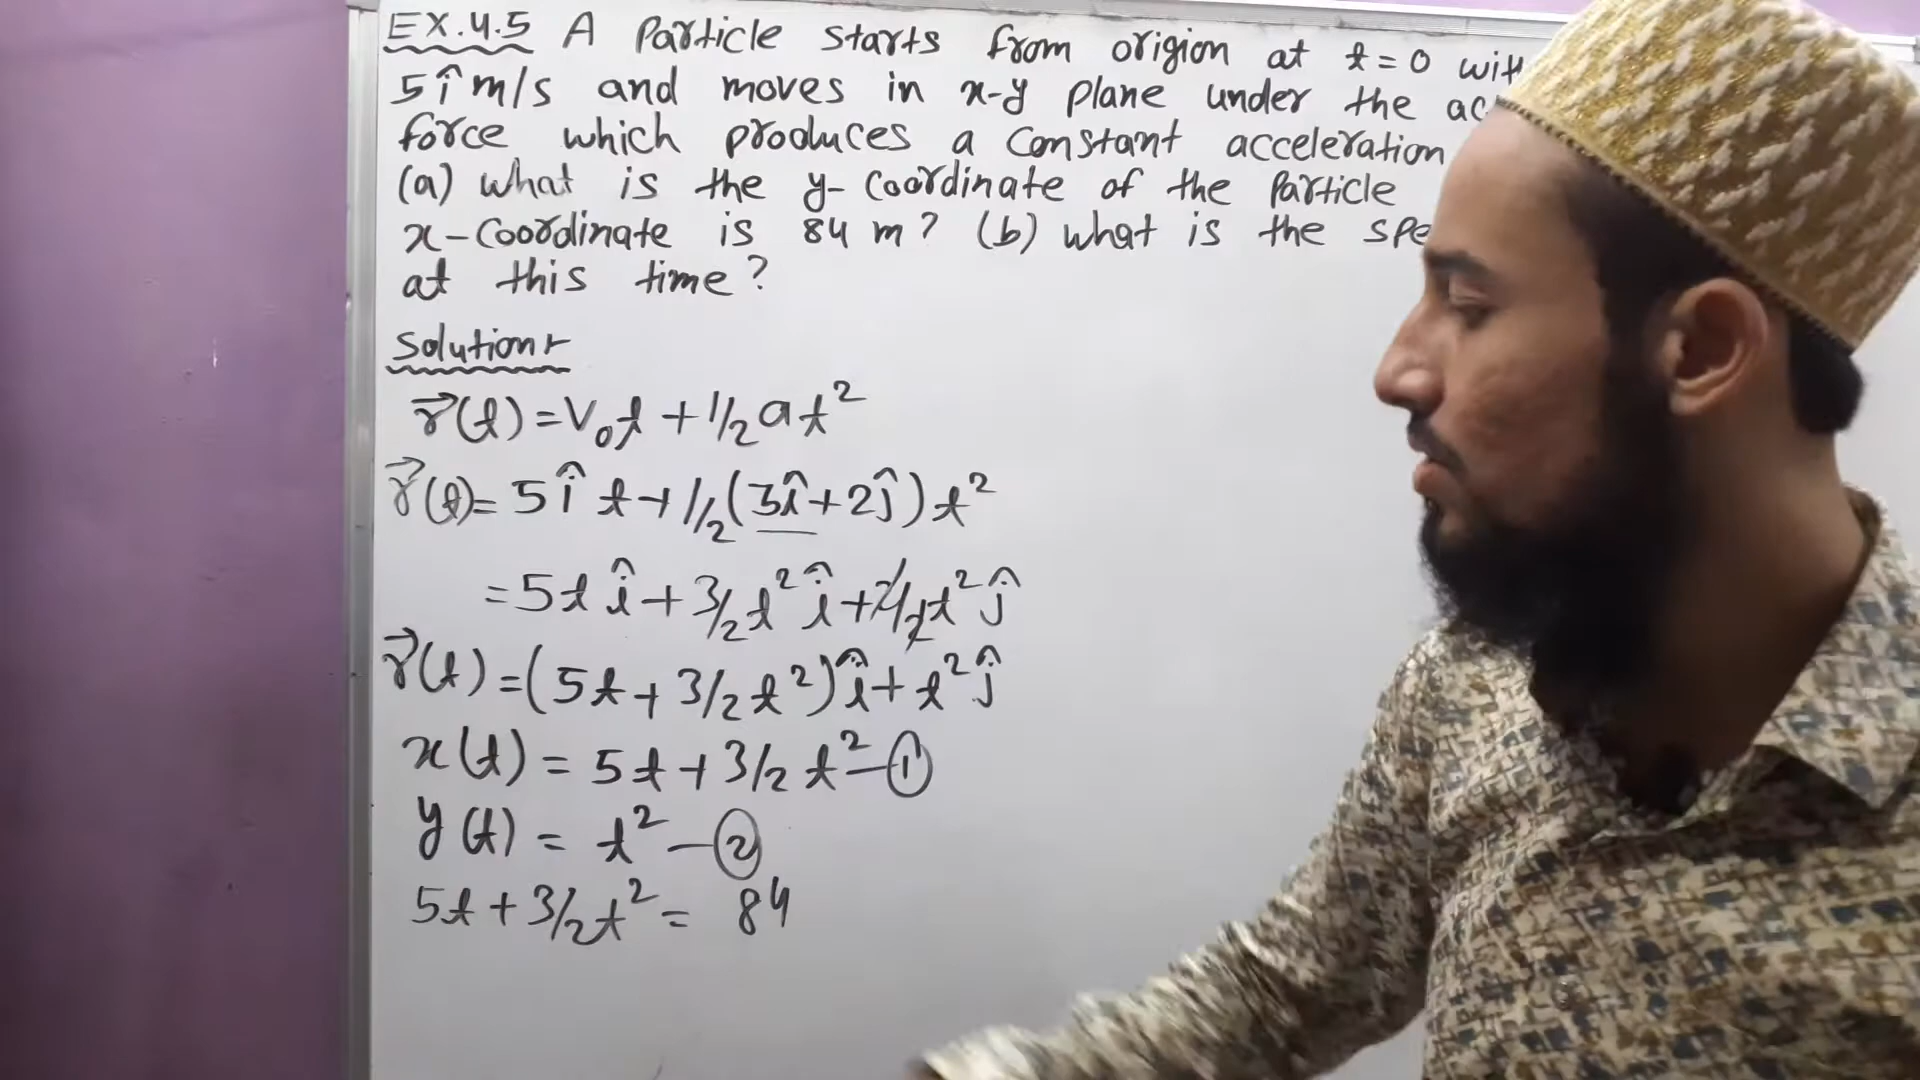 EX.4.5 A Particle starts from origion at t=0 with
5î m/s and moves in x-y plane under the
force which produces a constant acceleration
(a) what is the y-coordinate of the Particle
x-coordinate is 84 m? (b) what is the
at this time?
Solution:-
r⃗(t) = V₀t + 1/2 at²
r⃗(t) = 5î t + 1/2 (3î + 2ĵ) t²
= 5t î + 3/2 t² î + 2/2 t² ĵ
r⃗(t) = (5t + 3/2 t²) î + t² ĵ
x(t) = 5t + 3/2 t² – ①
y(t) = t² – ②
5t + 3/2 t² = 84